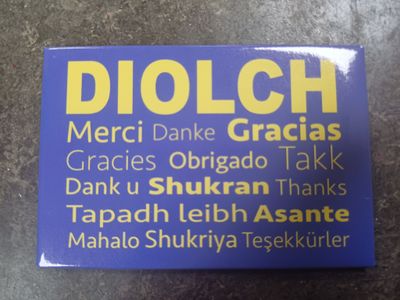 DIOLCH
Merci Danke Gracias
Gracies Obrigado Takk
Dank u Shukran Thanks
Tapadh leibh Asante
Mahalo Shukriya Teşekkürler